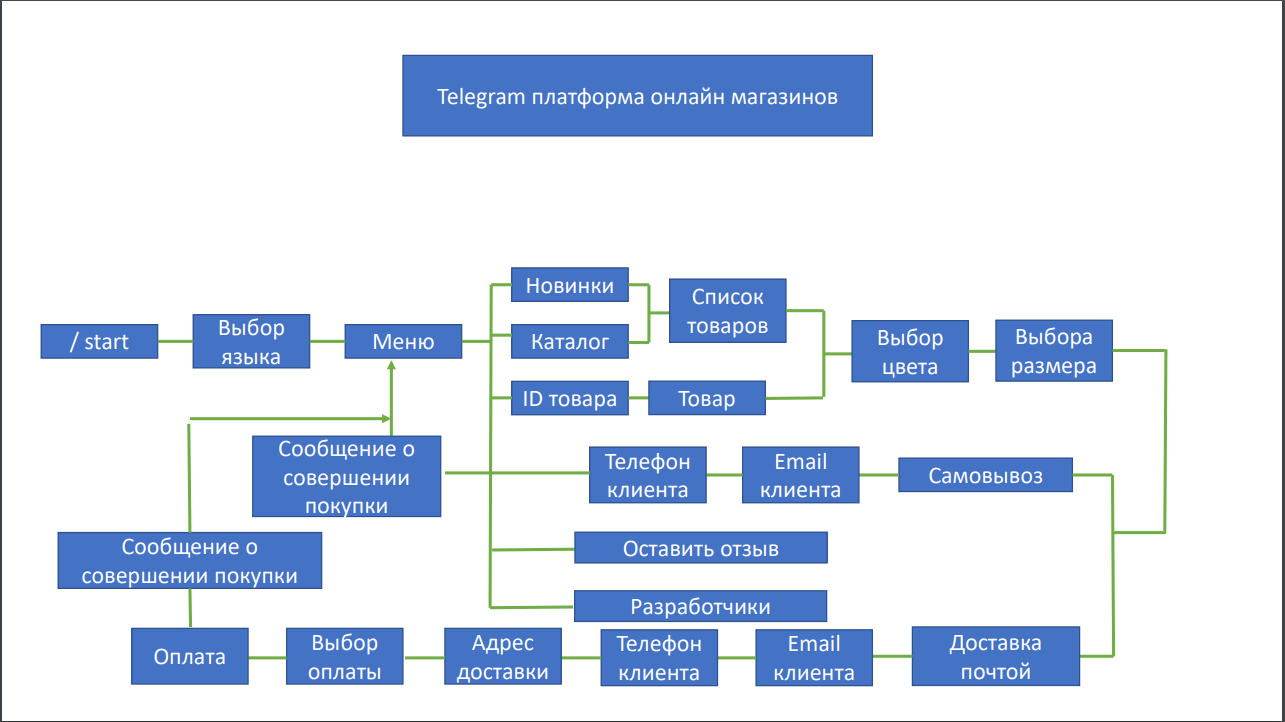 Telegram платформа онлайн магазинов
/ start
Выбор
языка
Меню
Новинки
Каталог
ID товара
Список
товаров
Товар
Выбор
цвета
Выбора
размера
Сообщение о
совершении
покупки
Телефон
клиента
Email
клиента
Самовывоз
Оставить отзыв
Разработчики
Сообщение о
совершении покупки
Оплата
Выбор
оплаты
Адрес
доставки
Телефон
клиента
Email
клиента
Доставка
почтой